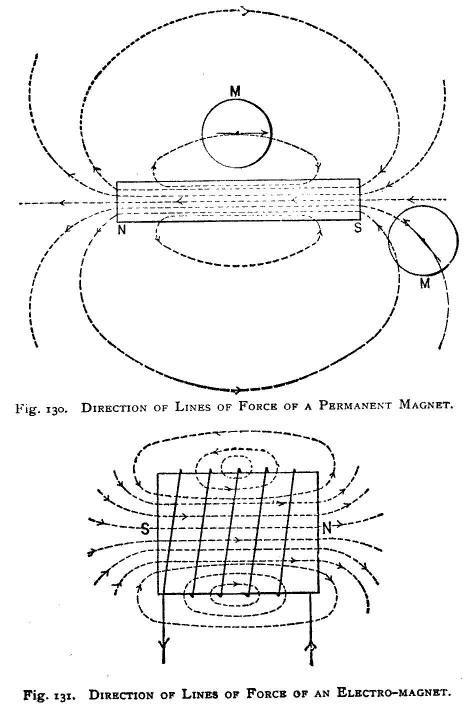 M
N
S
M
Fig. 130. Direction of Lines of Force of a Permanent Magnet.
S
N
Fig. 131. Direction of Lines of Force of an Electro-magnet.